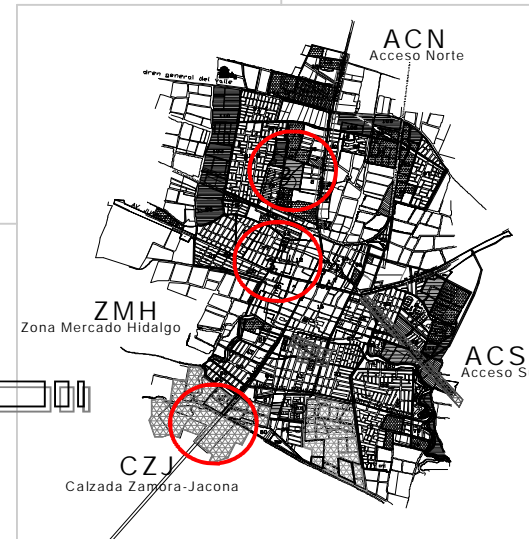 ACN
Acceso Norte
dren general del valle
ZMH
Zona Mercado Hidalgo
ACS
Acceso S
CZJ
Calzada Zamora-Jacona